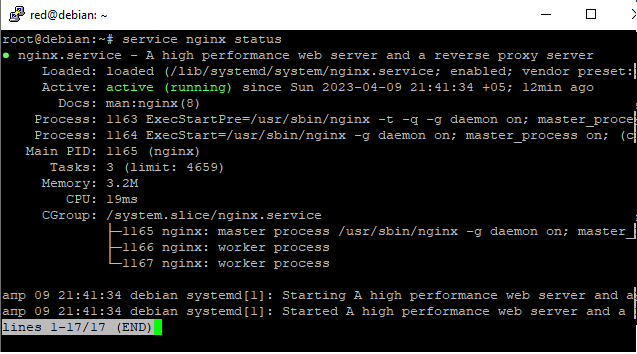 red@debian: ~
root@debian:~# service nginx status
● nginx.service - A high performance web server and a reverse proxy server
Loaded: loaded (/lib/systemd/system/nginx.service; enabled; vendor preset:
Active: active (running) since Sun 2023-04-09 21:41:34 +05; 12min ago
Docs: man:nginx(8)
Process: 1163 ExecStartPre=/usr/sbin/nginx -t -q -g daemon on; master_proce
Process: 1164 ExecStart=/usr/sbin/nginx -g daemon on; master_process on; (c
Main PID: 1165 (nginx)
Tasks: 3 (limit: 4659)
Memory: 3.2M
CPU: 19ms
CGroup: /system.slice/nginx.service
├─1165 nginx: master process /usr/sbin/nginx -g daemon on; master_
├─1166 nginx: worker process
└─1167 nginx: worker process
апр 09 21:41:34 debian systemd[1]: Starting A high performance web server and a
апр 09 21:41:34 debian systemd[1]: Started A high performance web server and a
lines 1-17/17 (END)